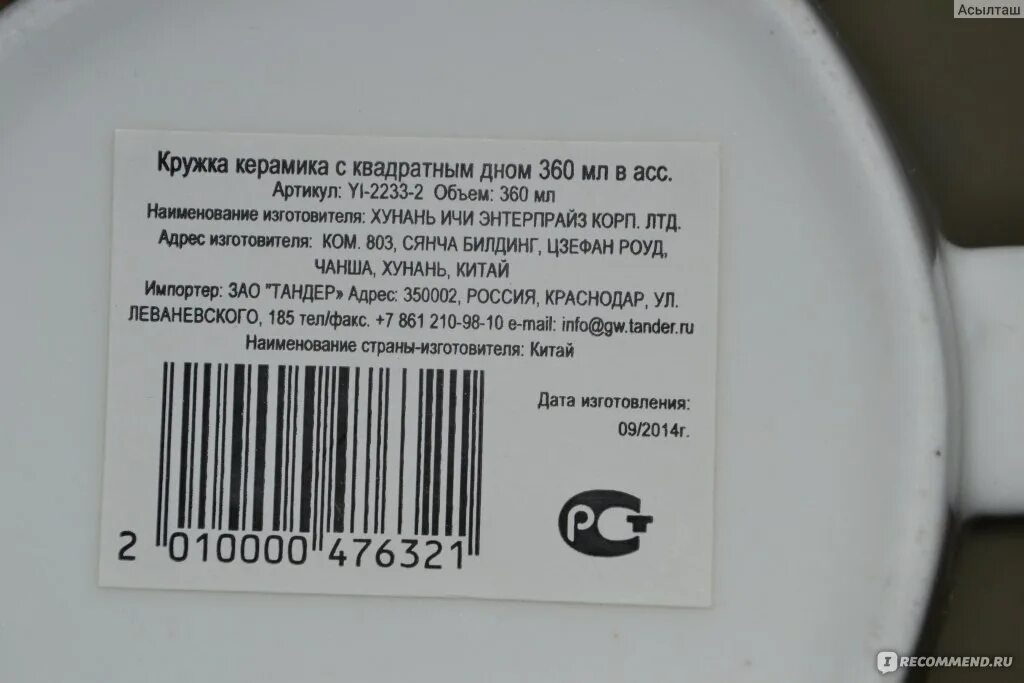 Асылташ
Кружка керамика с квадратным дном 360 мл в асс.
Артикул: YI-2233-2 Объем: 360 мл
Наименование изготовителя: ХУНАНЬ ИЧИ ЭНТЕРПРАЙЗ КОРП. ЛТД.
Адрес изготовителя: КОМ. 803, СЯНЧА БИЛДИНГ, ЦЗЕФАН РОУД,
ЧАНША, ХУНАНЬ, КИТАЙ
Импортер: ЗАО "ТАНДЕР» Адрес: 350002, РОССИЯ, КРАСНОДАР, УЛ.
ЛЕВАНЕВСКОГО, 185 тел/факс. +7 861 210-98-10 e-mail: info@gw.tander.ru
Наименование страны-изготовителя: Китай
Дата изготовления:
09/2014г.
РСТ
2 010000 476321
IRECOMMEND.RU